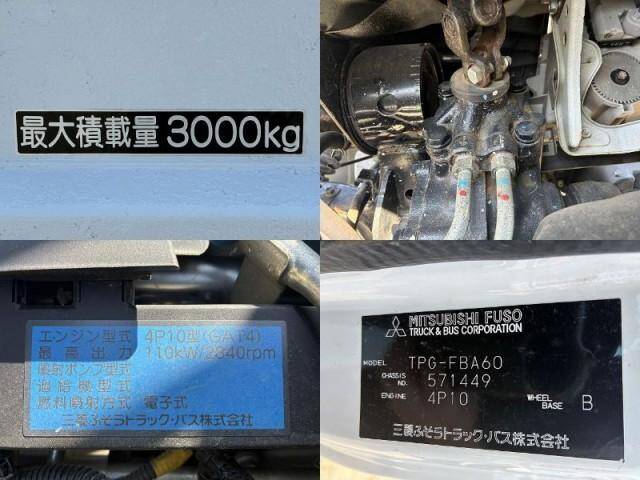 最大積載量 3000kg
エンジン型式 4P10型(GAT4)
最高出力 110kW/2840rpm
噴射ポンプ型式
過給機型式
燃料噴射方式 電子式
三菱ふそうトラック・バス株式会社
MITSUBISHI FUSO
TRUCK & BUS CORPORATION
MODEL TPG-FBA60
CHASSIS NO. 571449
ENGINE 4P10 WHEEL BASE B
三菱ふそうトラック・バス株式会社